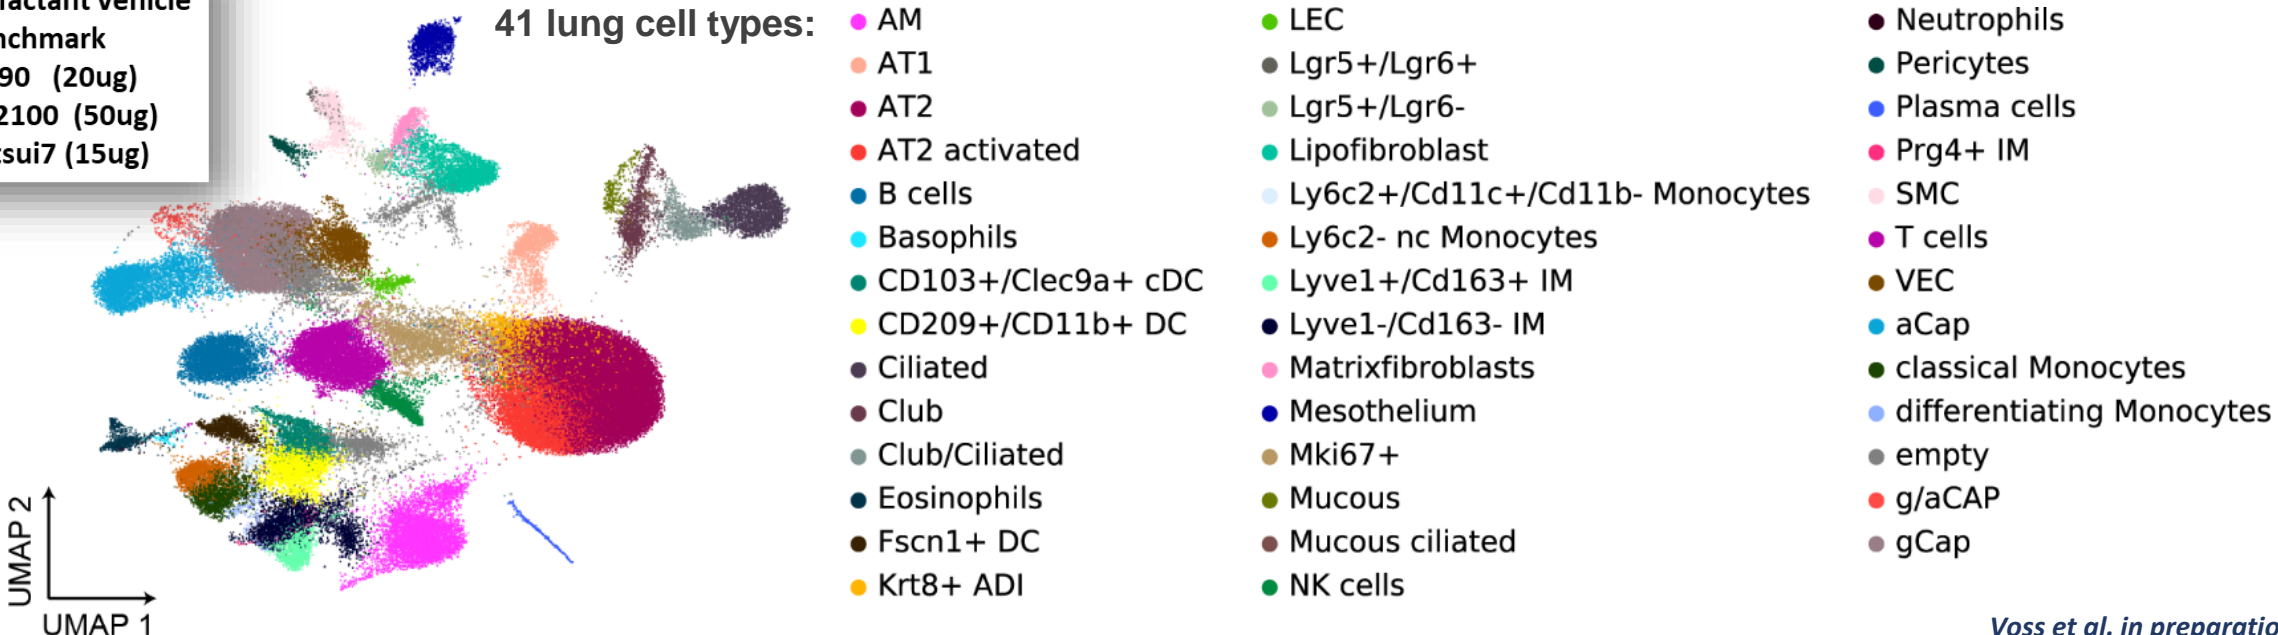 factant vehicle
nchmark
90 (20ug)
2100 (50ug)
tsui7 (15ug)
41 lung cell types:
AM
AT1
AT2
AT2 activated
B cells
Basophils
CD103+/Clec9a+ cDC
CD209+/CD11b+ DC
Ciliated
Club
Club/Ciliated
Eosinophils
Fscn1+ DC
Krt8+ ADI
LEC
Lgr5+/Lgr6+
Lgr5+/Lgr6-
Lipofibroblast
Ly6c2+/Cd11c+/Cd11b- Monocytes
Ly6c2- nc Monocytes
Lyve1+/Cd163+ IM
Lyve1-/Cd163- IM
Matrixfibroblasts
Mesothelium
Mki67+
Mucous
Mucous ciliated
NK cells
Neutrophils
Pericytes
Plasma cells
Prg4+ IM
SMC
T cells
VEC
aCap
classical Monocytes
differentiating Monocytes
empty
g/aCAP
gCap
UMAP 2
UMAP 1
Voss et al. in preparatio